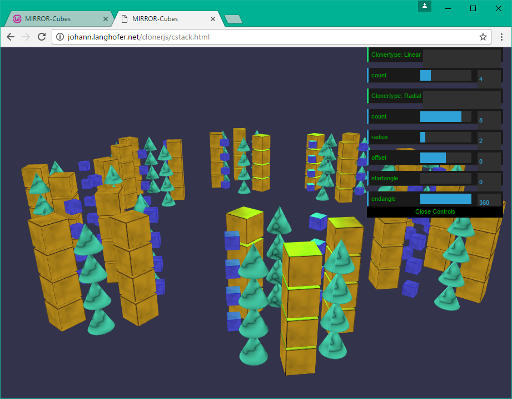 MIRROR-Cubes
MIRROR-Cubes
johann.langhofer.net/clonerjs/cstack.html
Clonertype: Linear
count 4
Clonertype: Radial
count 8
radius 2
offset 0
startangle 0
endangle 360
Close Controls